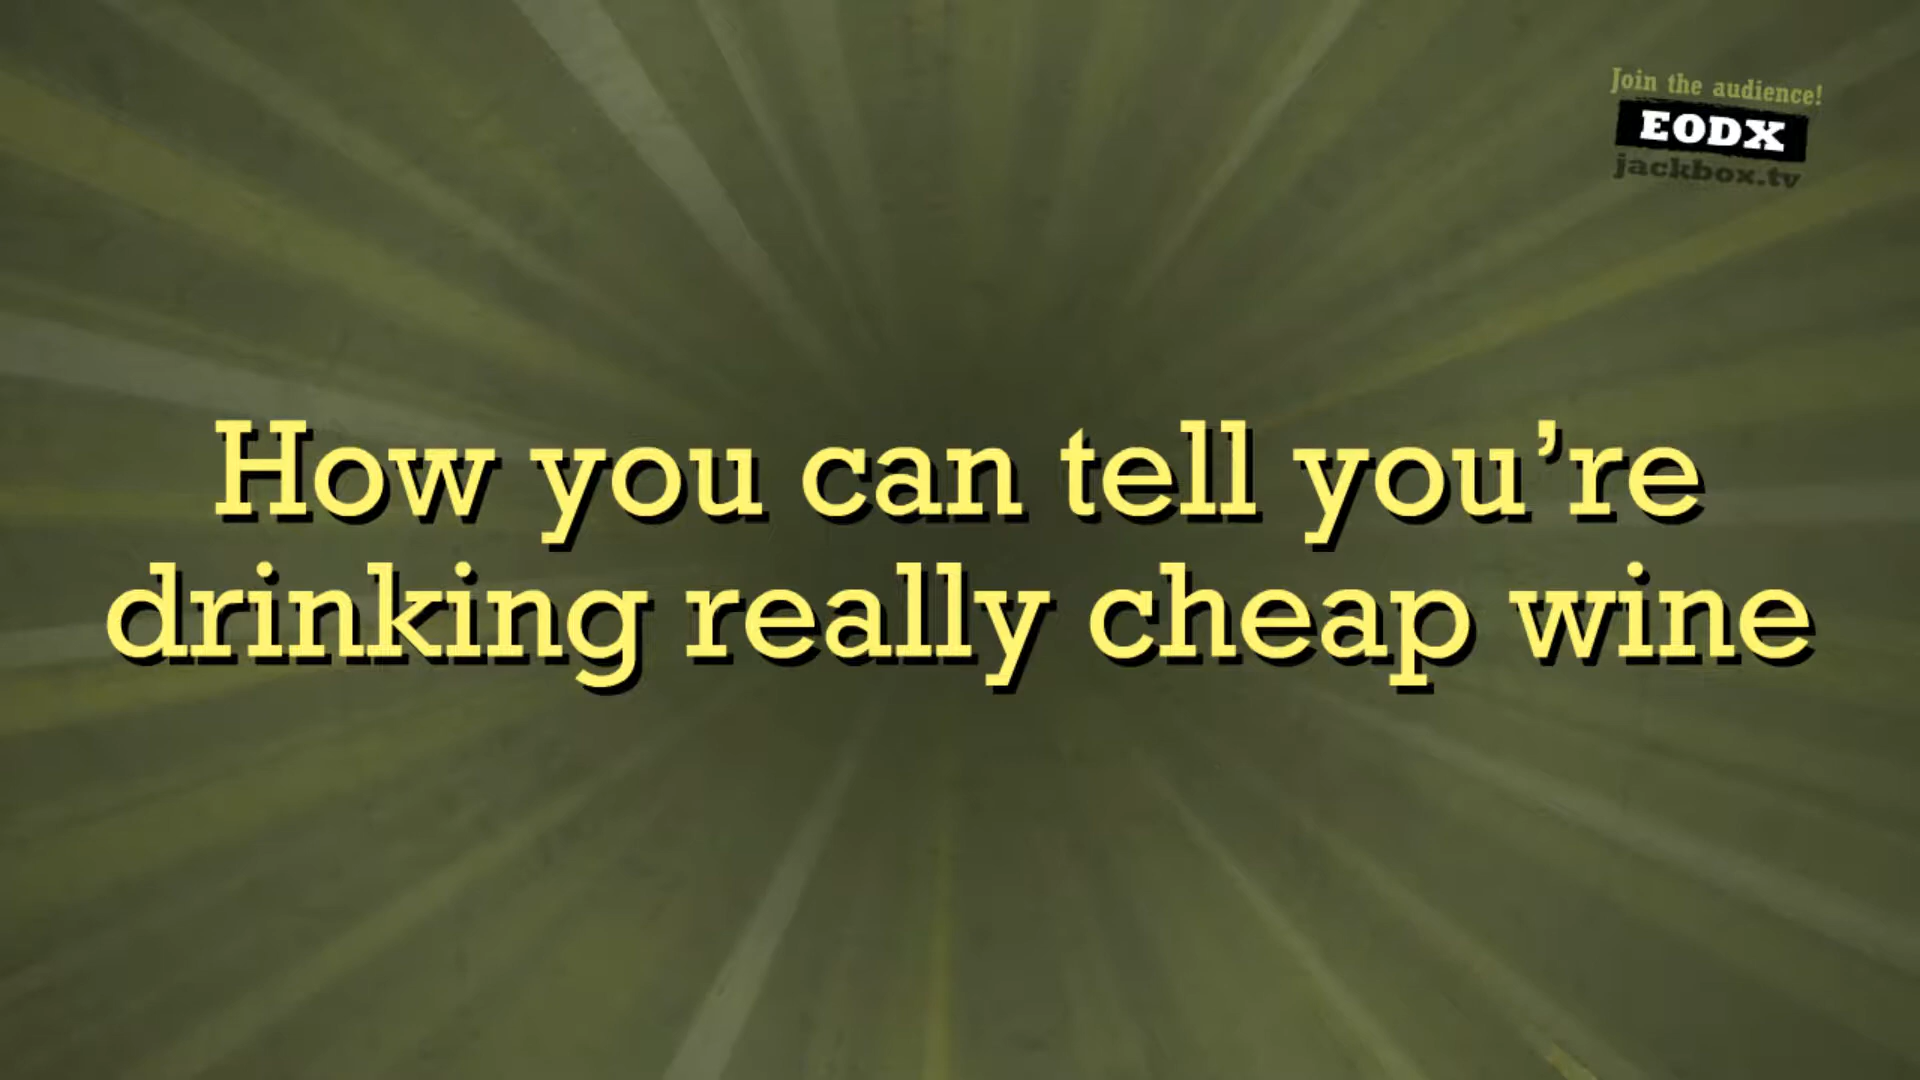 Join the audience!
EODX
jackbox.tv
How you can tell you’re
drinking really cheap wine